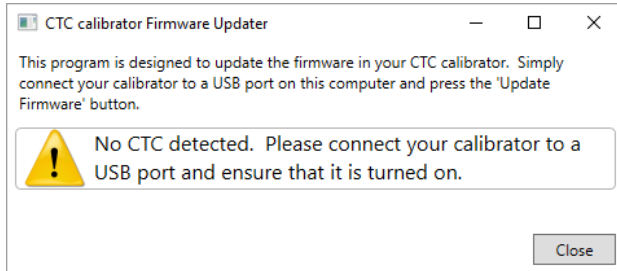 CTC calibrator Firmware Updater
This program is designed to update the firmware in your CTC calibrator.  Simply
connect your calibrator to a USB port on this computer and press the 'Update
Firmware' button.
No CTC detected.  Please connect your calibrator to a
USB port and ensure that it is turned on.
Close